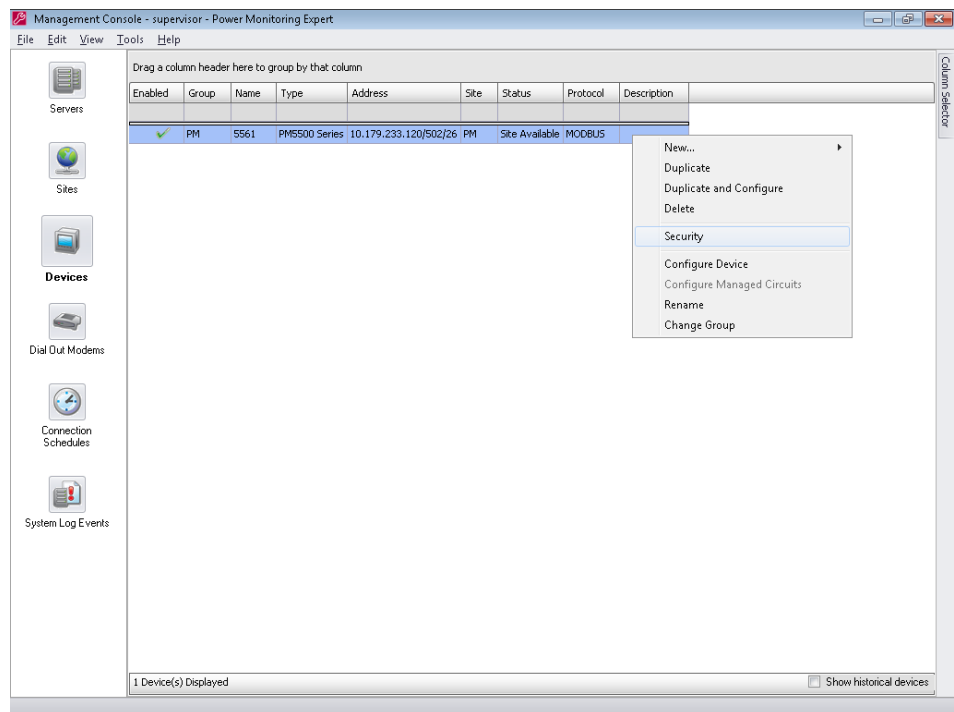 Management Console - supervisor - Power Monitoring Expert
File Edit View Tools Help
Servers
Sites
Devices
Dial Out Modems
Connection
Schedules
System Log Events
Drag a column header here to group by that column
Enabled Group Name Type Address Site Status Protocol Description
PM 5561 PM5500 Series 10.179.233.120/502/26 PM Site Available MODBUS
New...
Duplicate
Duplicate and Configure
Delete
Security
Configure Device
Configure Managed Circuits
Rename
Change Group
Column Selector
1 Device(s) Displayed
Show historical devices